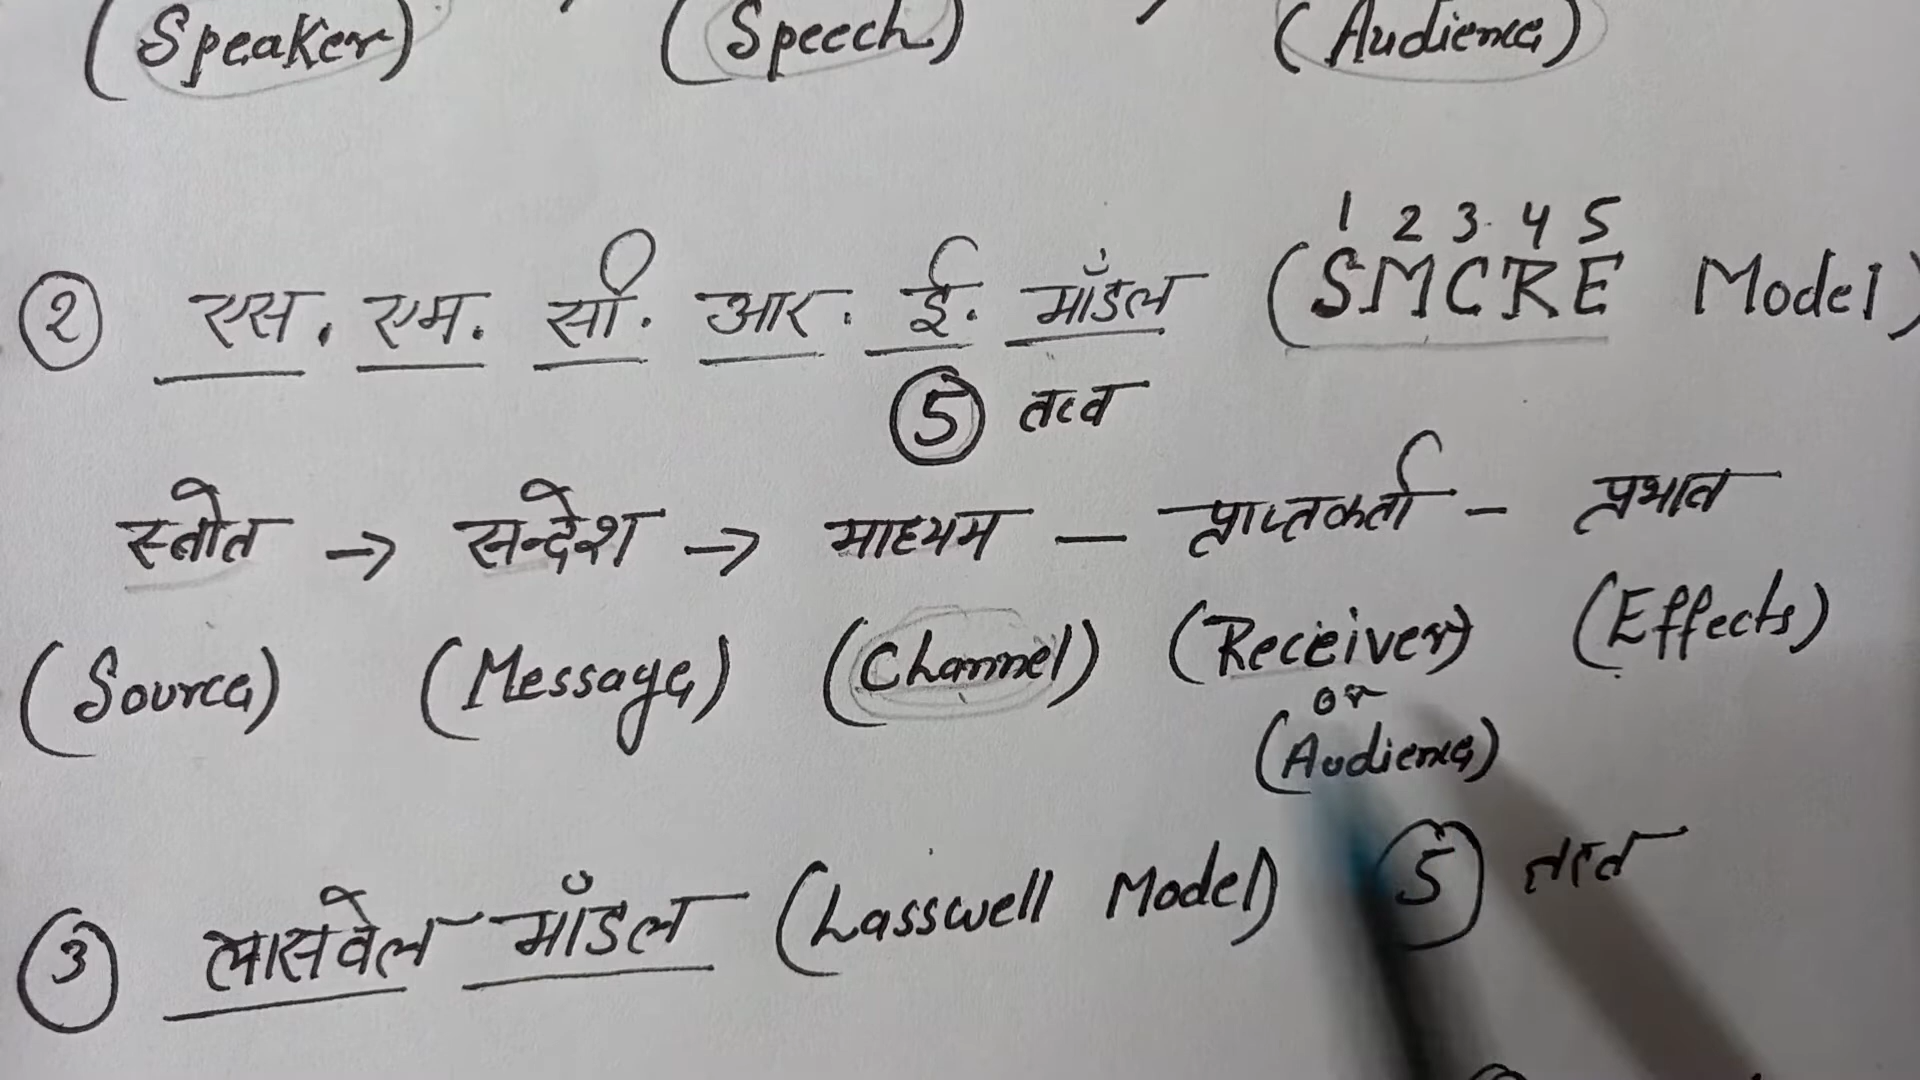 (Speaker) (Speech) (Audience)
1 2 3 4 5
② एस. एम. सी. आर. ई. मॉडल (SMCRE Model)
⑤ तत्व
स्तोत → सन्देश → माध्यम – प्राप्तकर्ता – प्रभाव
(Source) (Message) (Channel) (Receiver) (Effects)
or
(Audience)
③ लासवेल मॉडल (Lasswell Model) ⑤ तत्व